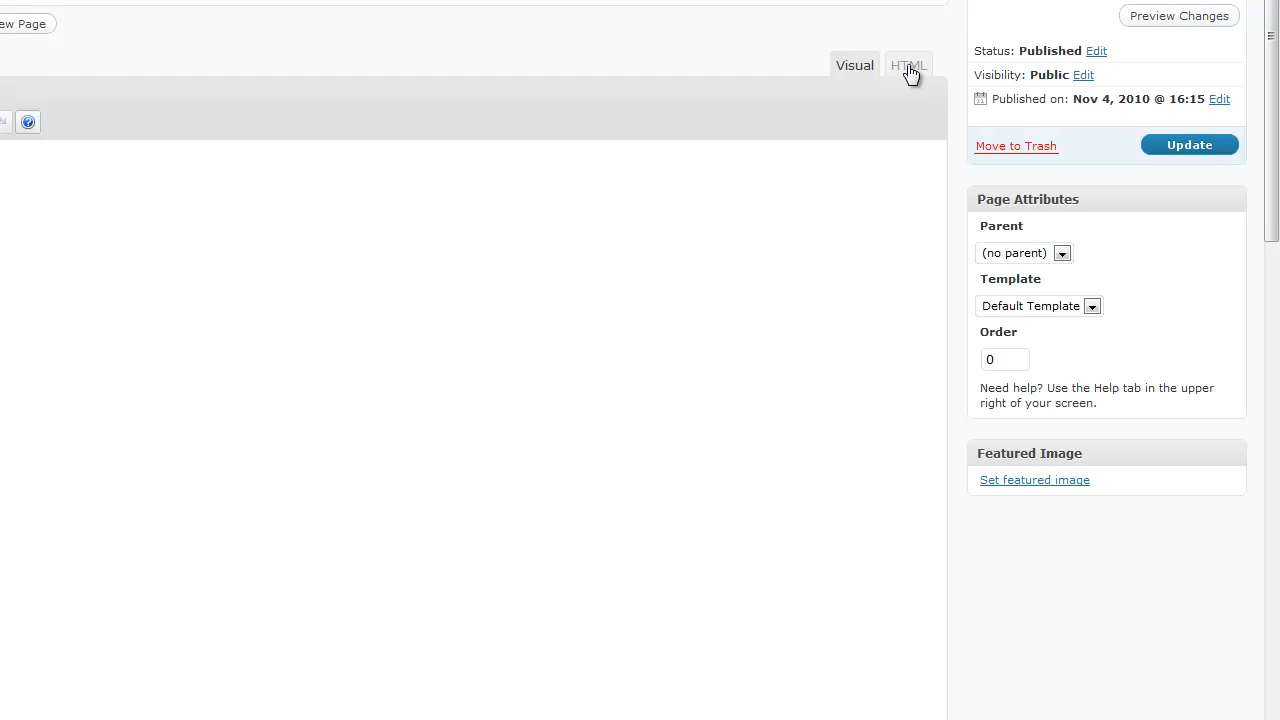 ew Page
Visual
HTML
Preview Changes
Status: Published Edit
Visibility: Public Edit
Published on: Nov 4, 2010 @ 16:15 Edit
Move to Trash
Update
Page Attributes
Parent
(no parent)
Template
Default Template
Order
0
Need help? Use the Help tab in the upper
right of your screen.
Featured Image
Set featured image